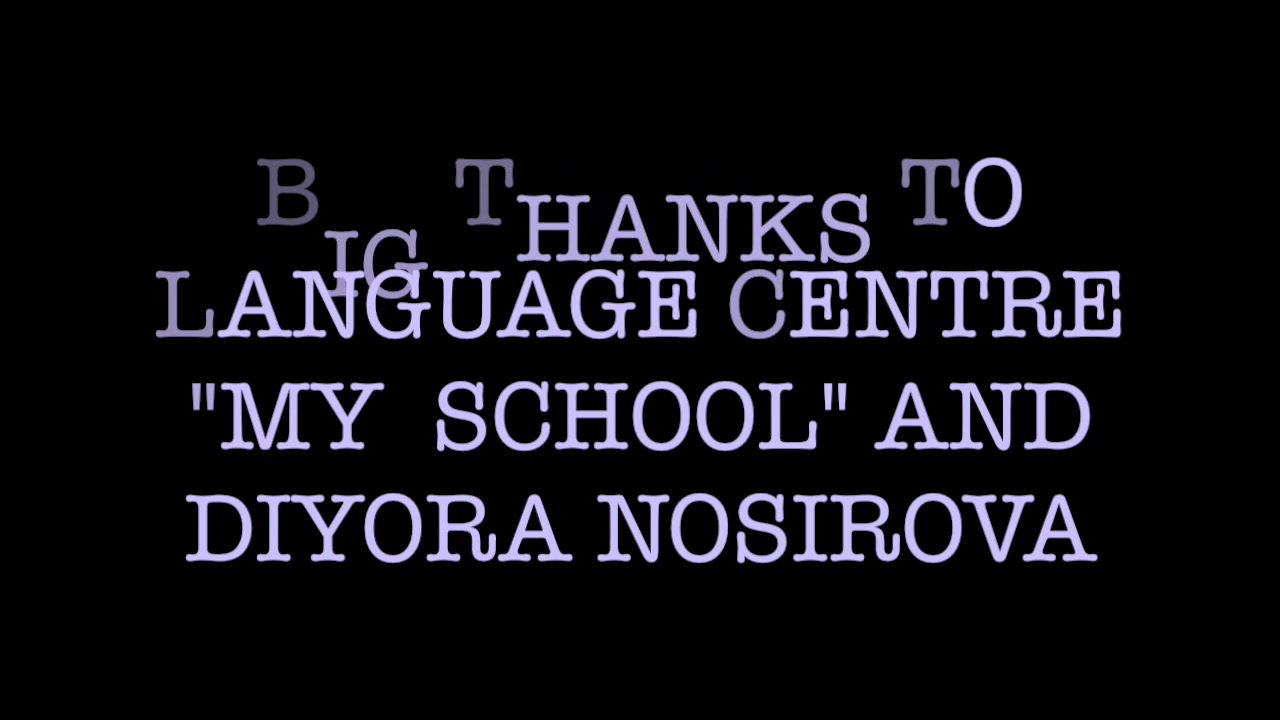 BIG THANKS TO
LANGUAGE CENTRE
"MY  SCHOOL" AND
DIYORA NOSIROVA